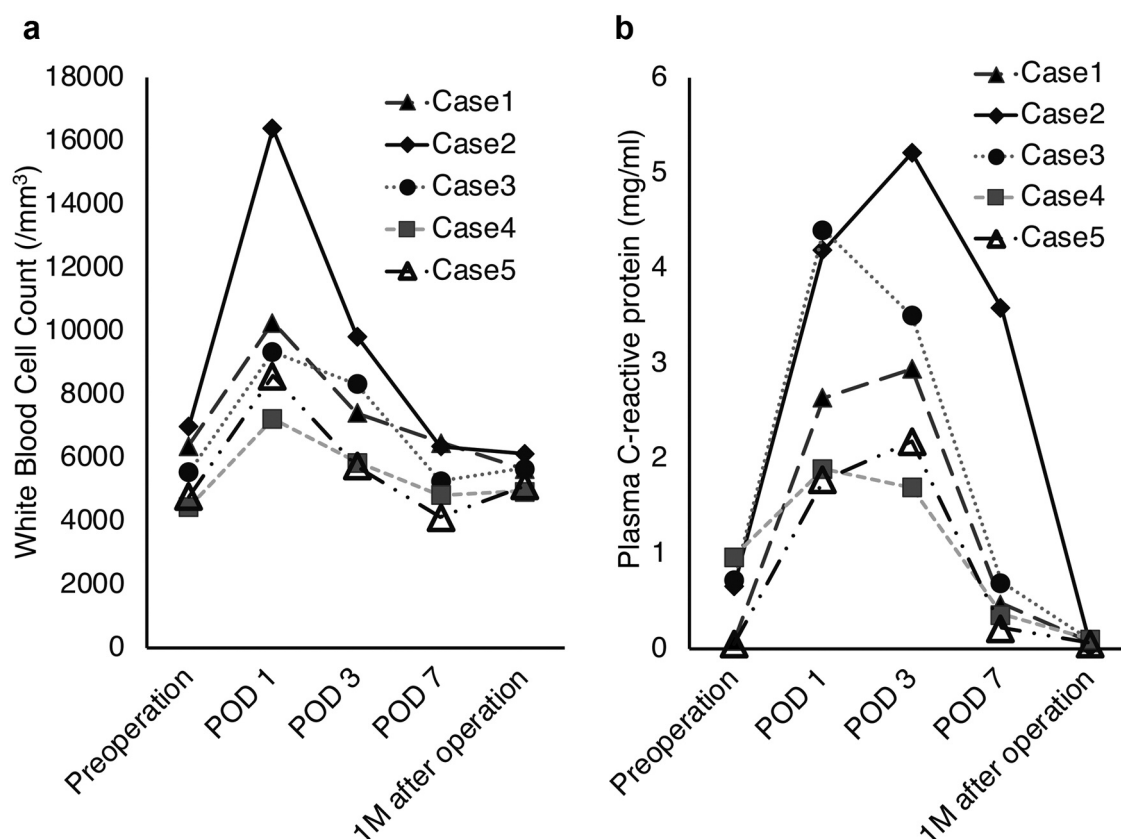 a
White Blood Cell Count (/mm³)
18000
16000
14000
12000
10000
8000
6000
4000
2000
0
Case1
Case2
Case3
Case4
Case5
Preoperation
POD 1
POD 3
POD 7
1M after operation
b
Plasma C-reactive protein (mg/ml)
6
5
4
3
2
1
0
Case1
Case2
Case3
Case4
Case5
Preoperation
POD 1
POD 3
POD 7
1M after operation